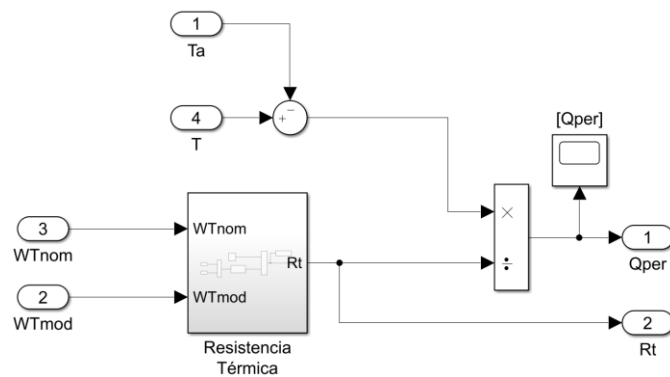 1
Ta
4
T
−
+
[Qper]
3
WTnom
2
WTmod
WTnom
WTmod
Rt
Resistencia
Térmica
×
÷
1
Qper
2
Rt